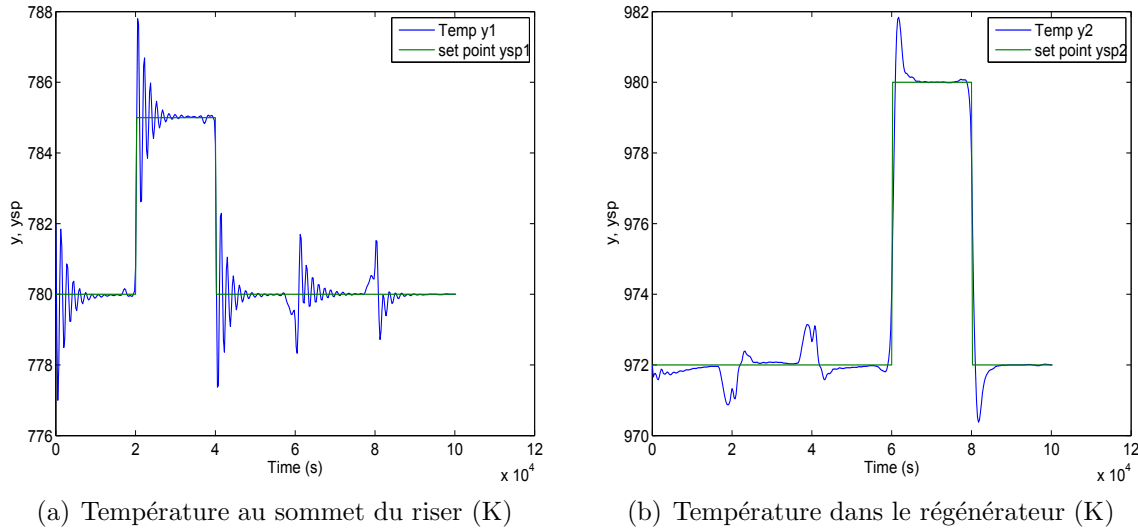 788
786
784
782
780
778
776
y, ysp
Temp y1
set point ysp1
0 2 4 6 8 10 12
Time (s)
x 10^4
(a) Température au sommet du riser (K)
982
980
978
976
974
972
970
y, ysp
Temp y2
set point ysp2
0 2 4 6 8 10 12
Time (s)
x 10^4
(b) Température dans le régénérateur (K)